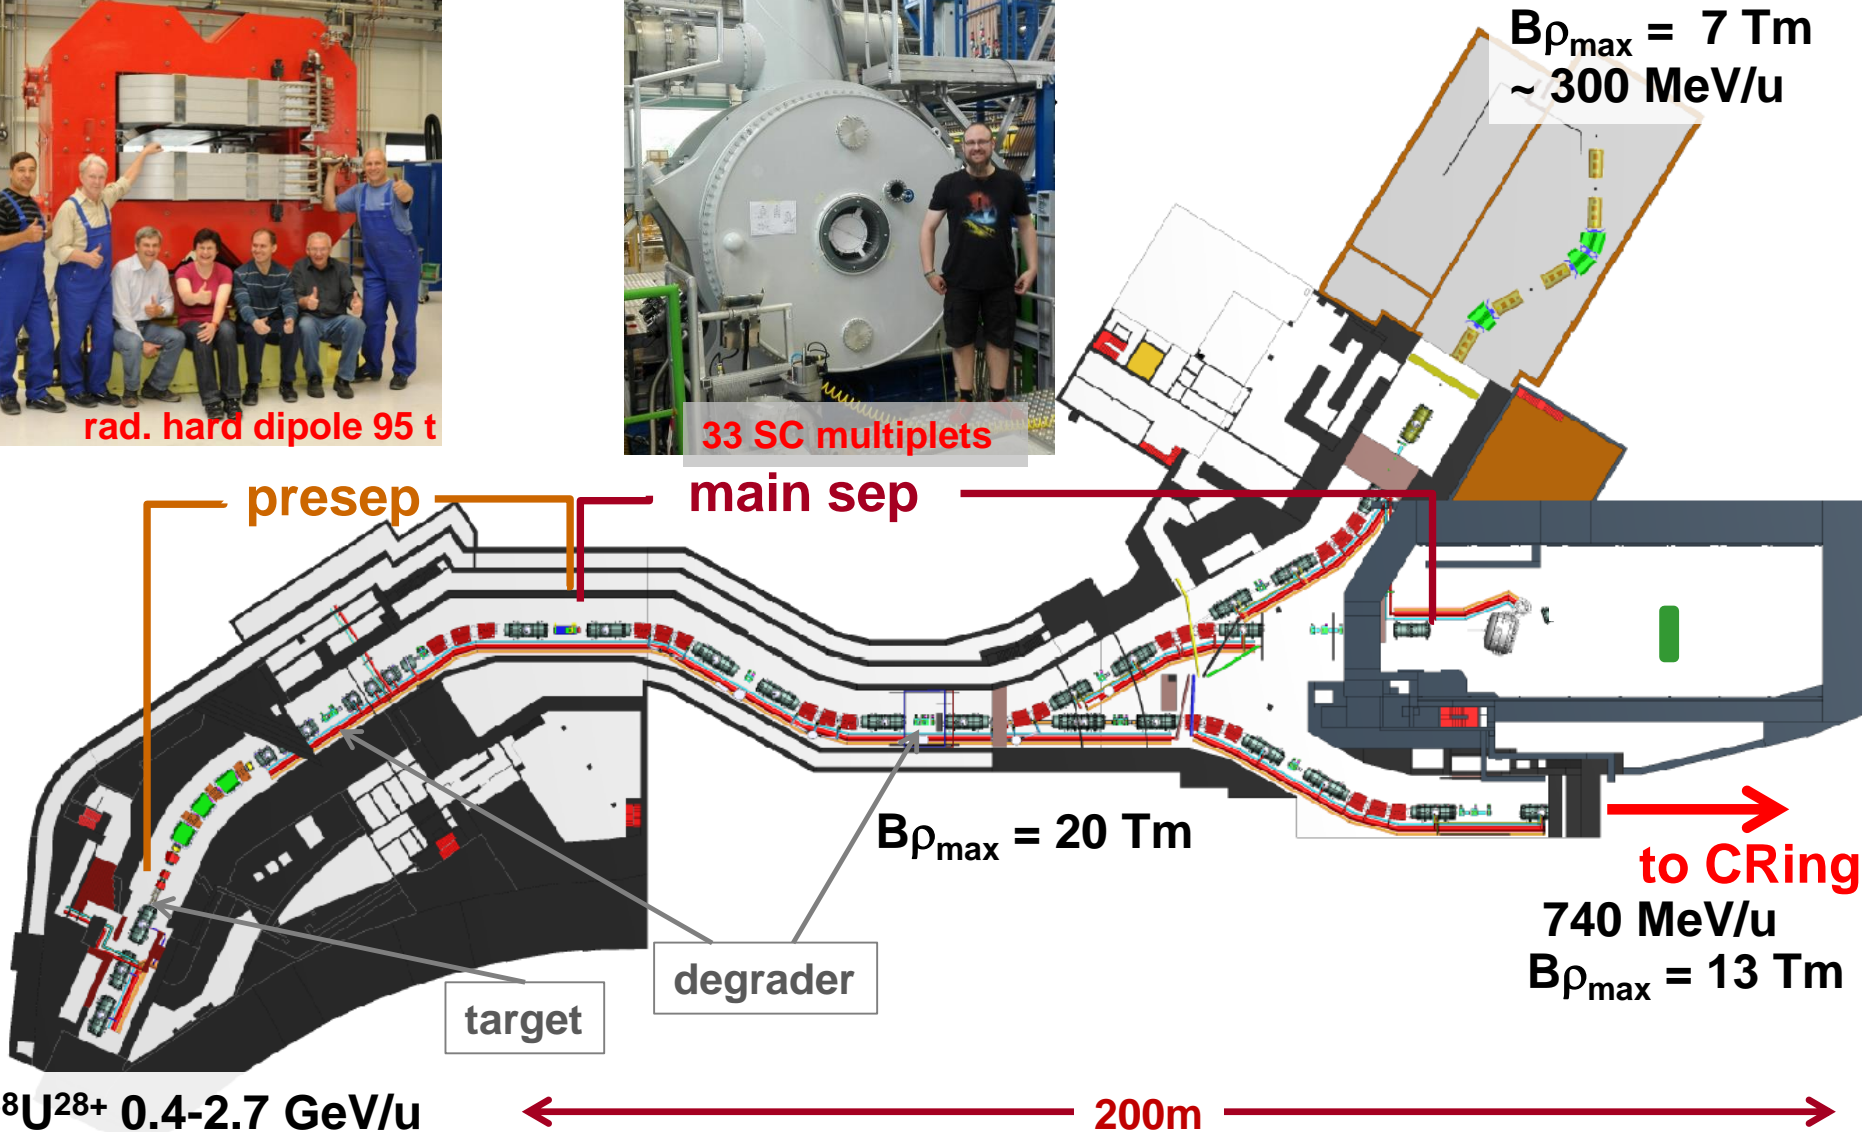 Bρmax = 7 Tm
~ 300 MeV/u
rad. hard dipole 95 t
33 SC multiplets
presep
main sep
Bρmax = 20 Tm
to CRing
740 MeV/u
Bρmax = 13 Tm
degrader
target
8U28+ 0.4-2.7 GeV/u
200m